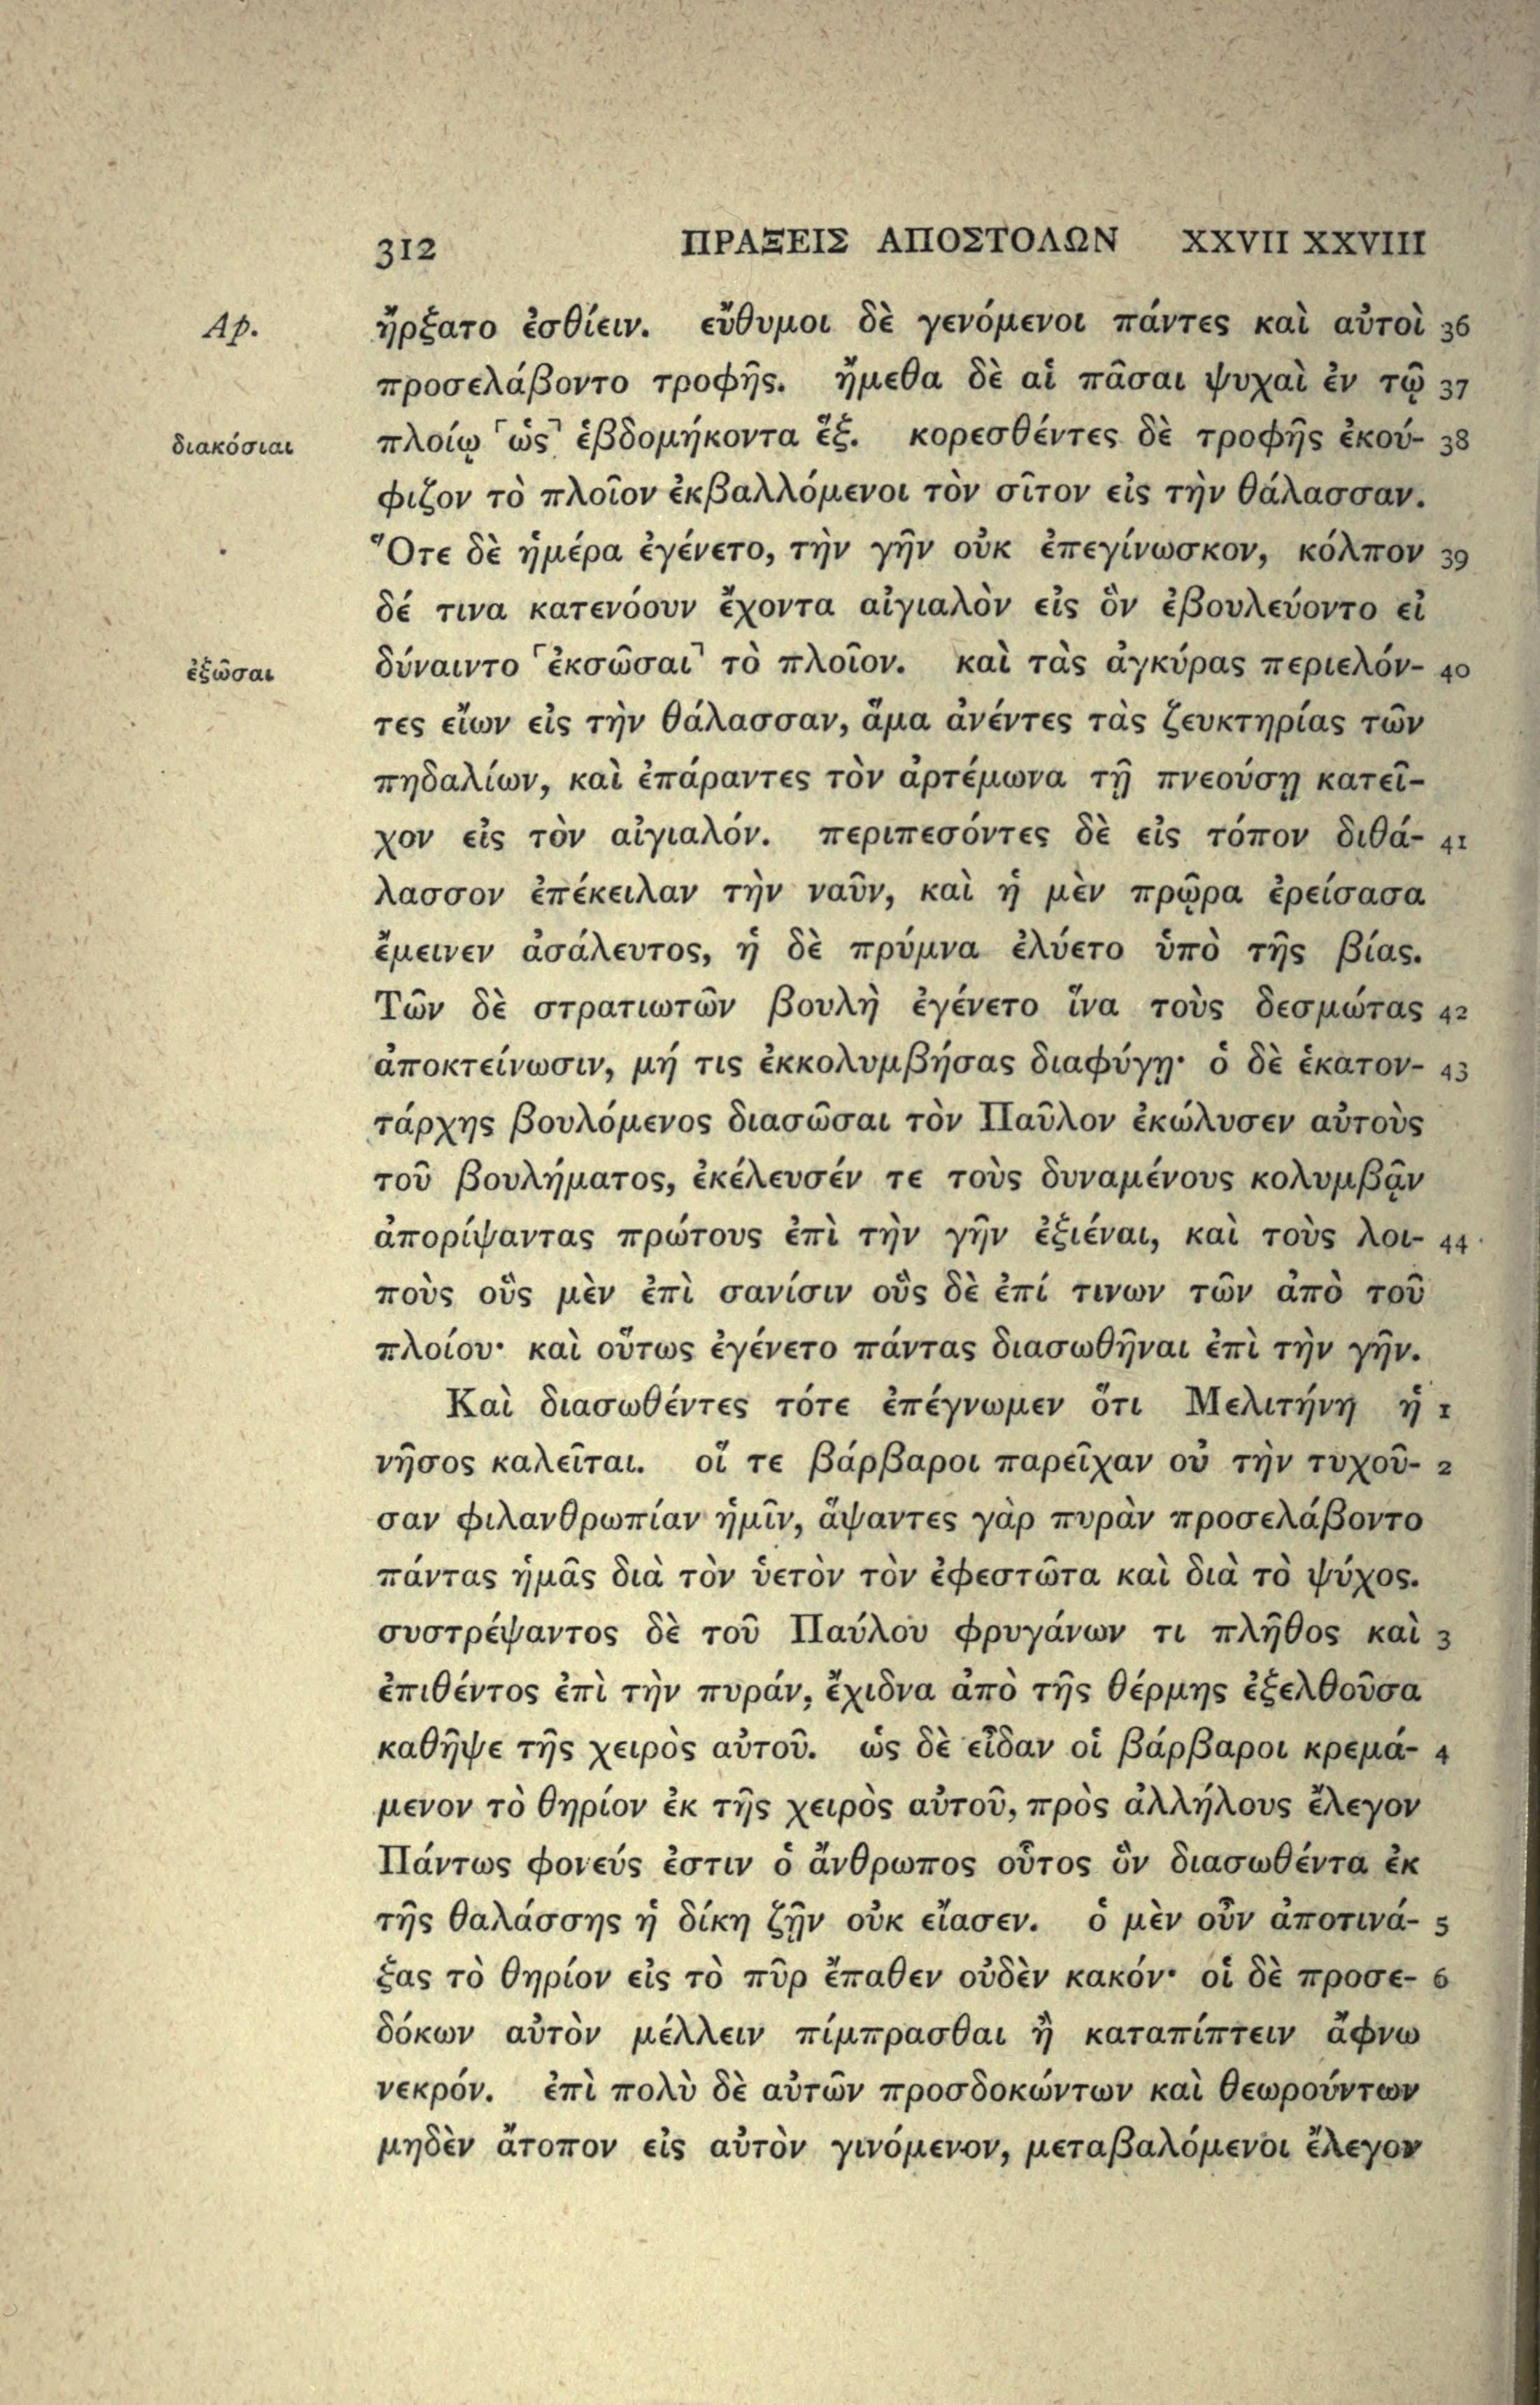 312 ΠΡΑΞΕΙΣ ΑΠΟΣΤΟΛΩΝ XXVII XXVIII
Ap. ἤρξατο ἐσθίειν. εὔθυμοι δὲ γενόμενοι πάντες καὶ αὐτοὶ 36
προσελάβοντο τροφῆς. ἤμεθα δὲ αἱ πᾶσαι ψυχαὶ ἐν τῷ 37
διακόσιαι πλοίῳ ⸢ὡς⸣ ἑβδομήκοντα ἕξ. κορεσθέντες δὲ τροφῆς ἐκού- 38
φιζον τὸ πλοῖον ἐκβαλλόμενοι τὸν σῖτον εἰς τὴν θάλασσαν.
Ὅτε δὲ ἡμέρα ἐγένετο, τὴν γῆν οὐκ ἐπεγίνωσκον, κόλπον 39
δέ τινα κατενόουν ἔχοντα αἰγιαλὸν εἰς ὃν ἐβουλεύοντο εἰ
ἐξῶσαι δύναιντο ⸢ἐκσῶσαι⸣ τὸ πλοῖον. καὶ τὰς ἀγκύρας περιελόν- 40
τες εἴων εἰς τὴν θάλασσαν, ἅμα ἀνέντες τὰς ζευκτηρίας τῶν
πηδαλίων, καὶ ἐπάραντες τὸν ἀρτέμωνα τῇ πνεούσῃ κατεῖ-
χον εἰς τὸν αἰγιαλόν. περιπεσόντες δὲ εἰς τόπον διθά- 41
λασσον ἐπέκειλαν τὴν ναῦν, καὶ ἡ μὲν πρῷρα ἐρείσασα
ἔμεινεν ἀσάλευτος, ἡ δὲ πρύμνα ἐλύετο ὑπὸ τῆς βίας.
Τῶν δὲ στρατιωτῶν βουλὴ ἐγένετο ἵνα τοὺς δεσμώτας 42
ἀποκτείνωσιν, μή τις ἐκκολυμβήσας διαφύγῃ· ὁ δὲ ἑκατον- 43
τάρχης βουλόμενος διασῶσαι τὸν Παῦλον ἐκώλυσεν αὐτοὺς
τοῦ βουλήματος, ἐκέλευσέν τε τοὺς δυναμένους κολυμβᾷν
ἀπορίψαντας πρώτους ἐπὶ τὴν γῆν ἐξιέναι, καὶ τοὺς λοι- 44
ποὺς οὓς μὲν ἐπὶ σανίσιν οὓς δὲ ἐπί τινων τῶν ἀπὸ τοῦ
πλοίου· καὶ οὕτως ἐγένετο πάντας διασωθῆναι ἐπὶ τὴν γῆν.
Καὶ διασωθέντες τότε ἐπέγνωμεν ὅτι Μελιτήνη ἡ 1
νῆσος καλεῖται. οἵ τε βάρβαροι παρεῖχαν οὐ τὴν τυχοῦ- 2
σαν φιλανθρωπίαν ἡμῖν, ἅψαντες γὰρ πυρὰν προσελάβοντο
πάντας ἡμᾶς διὰ τὸν ὑετὸν τὸν ἐφεστῶτα καὶ διὰ τὸ ψύχος.
συστρέψαντος δὲ τοῦ Παύλου φρυγάνων τι πλῆθος καὶ 3
ἐπιθέντος ἐπὶ τὴν πυράν, ἔχιδνα ἀπὸ τῆς θέρμης ἐξελθοῦσα
καθῆψε τῆς χειρὸς αὐτοῦ. ὡς δὲ εἶδαν οἱ βάρβαροι κρεμά- 4
μενον τὸ θηρίον ἐκ τῆς χειρὸς αὐτοῦ, πρὸς ἀλλήλους ἔλεγον
Πάντως φονεύς ἐστιν ὁ ἄνθρωπος οὗτος ὃν διασωθέντα ἐκ
τῆς θαλάσσης ἡ δίκη ζῇν οὐκ εἴασεν. ὁ μὲν οὖν ἀποτινά- 5
ξας τὸ θηρίον εἰς τὸ πῦρ ἔπαθεν οὐδὲν κακόν· οἱ δὲ προσε- 6
δόκων αὐτὸν μέλλειν πίμπρασθαι ἢ καταπίπτειν ἄφνω
νεκρόν. ἐπὶ πολὺ δὲ αὐτῶν προσδοκώντων καὶ θεωρούντων
μηδὲν ἄτοπον εἰς αὐτὸν γινόμενον, μεταβαλόμενοι ἔλεγον